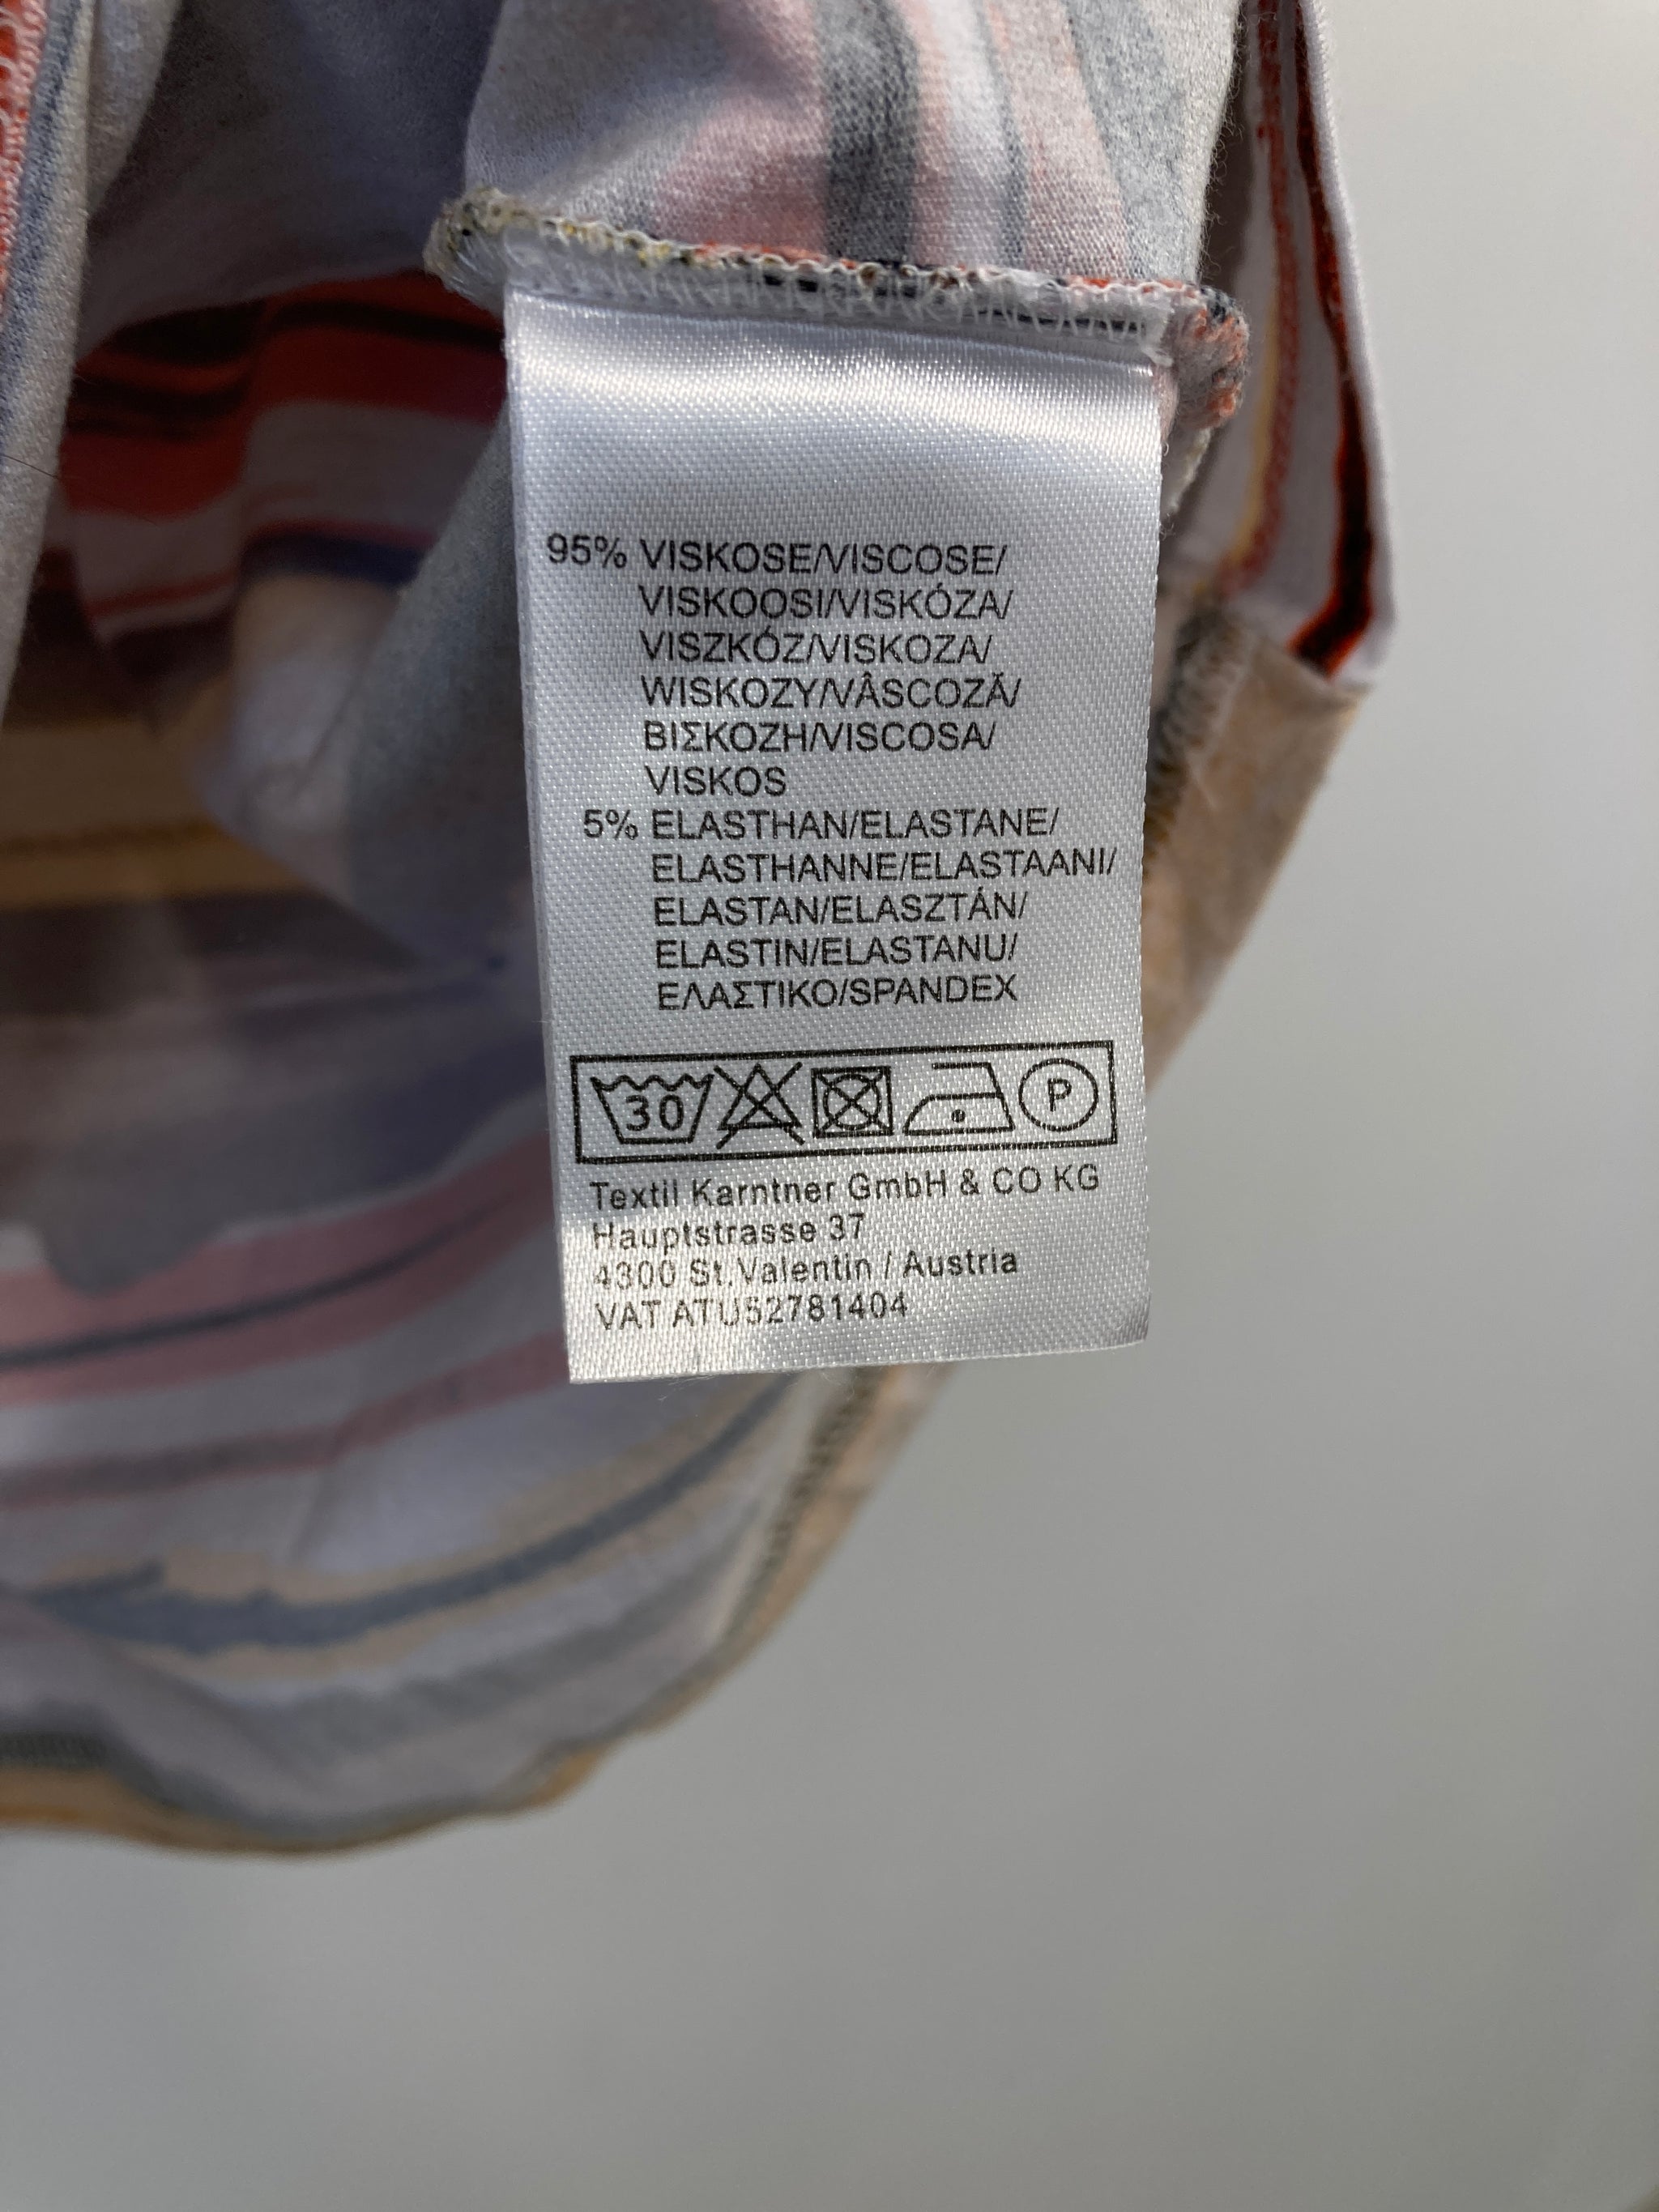 95% VISKOSE/VISCOSE/
VISKOOSI/VISKÓZA/
VISZKÓZ/VISKOZA/
WISKOZY/VÂSCOZĂ/
ΒΙΣΚΟΖΗ/VISCOSA/
VISKOS
5% ELASTHAN/ELASTANE/
ELASTHANNE/ELASTAANI/
ELASTAN/ELASZTÁN/
ELASTIN/ELASTANU/
ΕΛΑΣΤΙΚΟ/SPANDEX
30 P
Textil Karntner GmbH & CO KG
Hauptstrasse 37
4300 St.Valentin / Austria
VAT ATU52781404